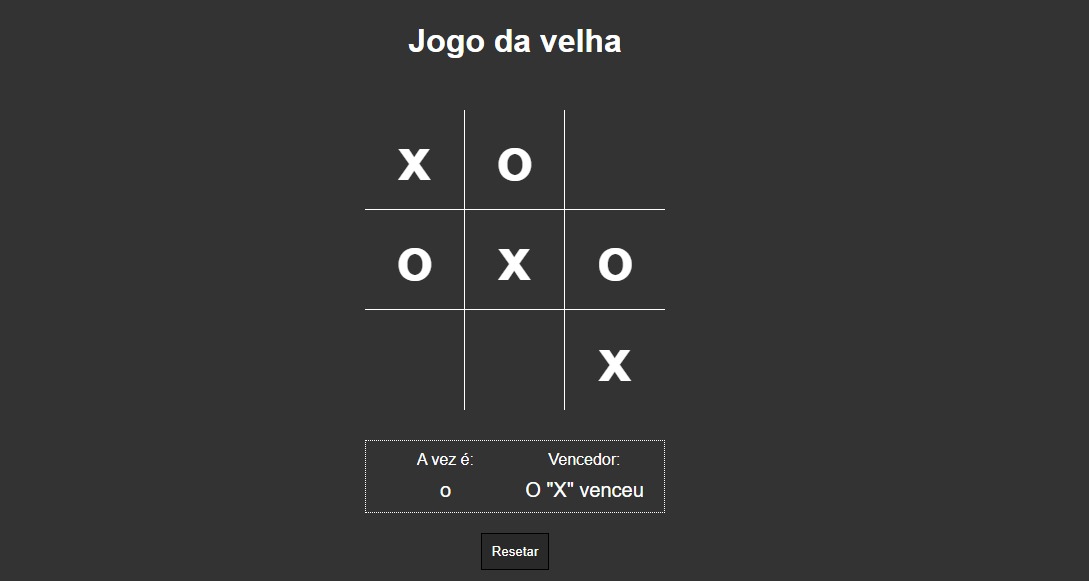 Jogo da velha
x o
o x o
x
A vez é: Vencedor:
o O "X" venceu
Resetar